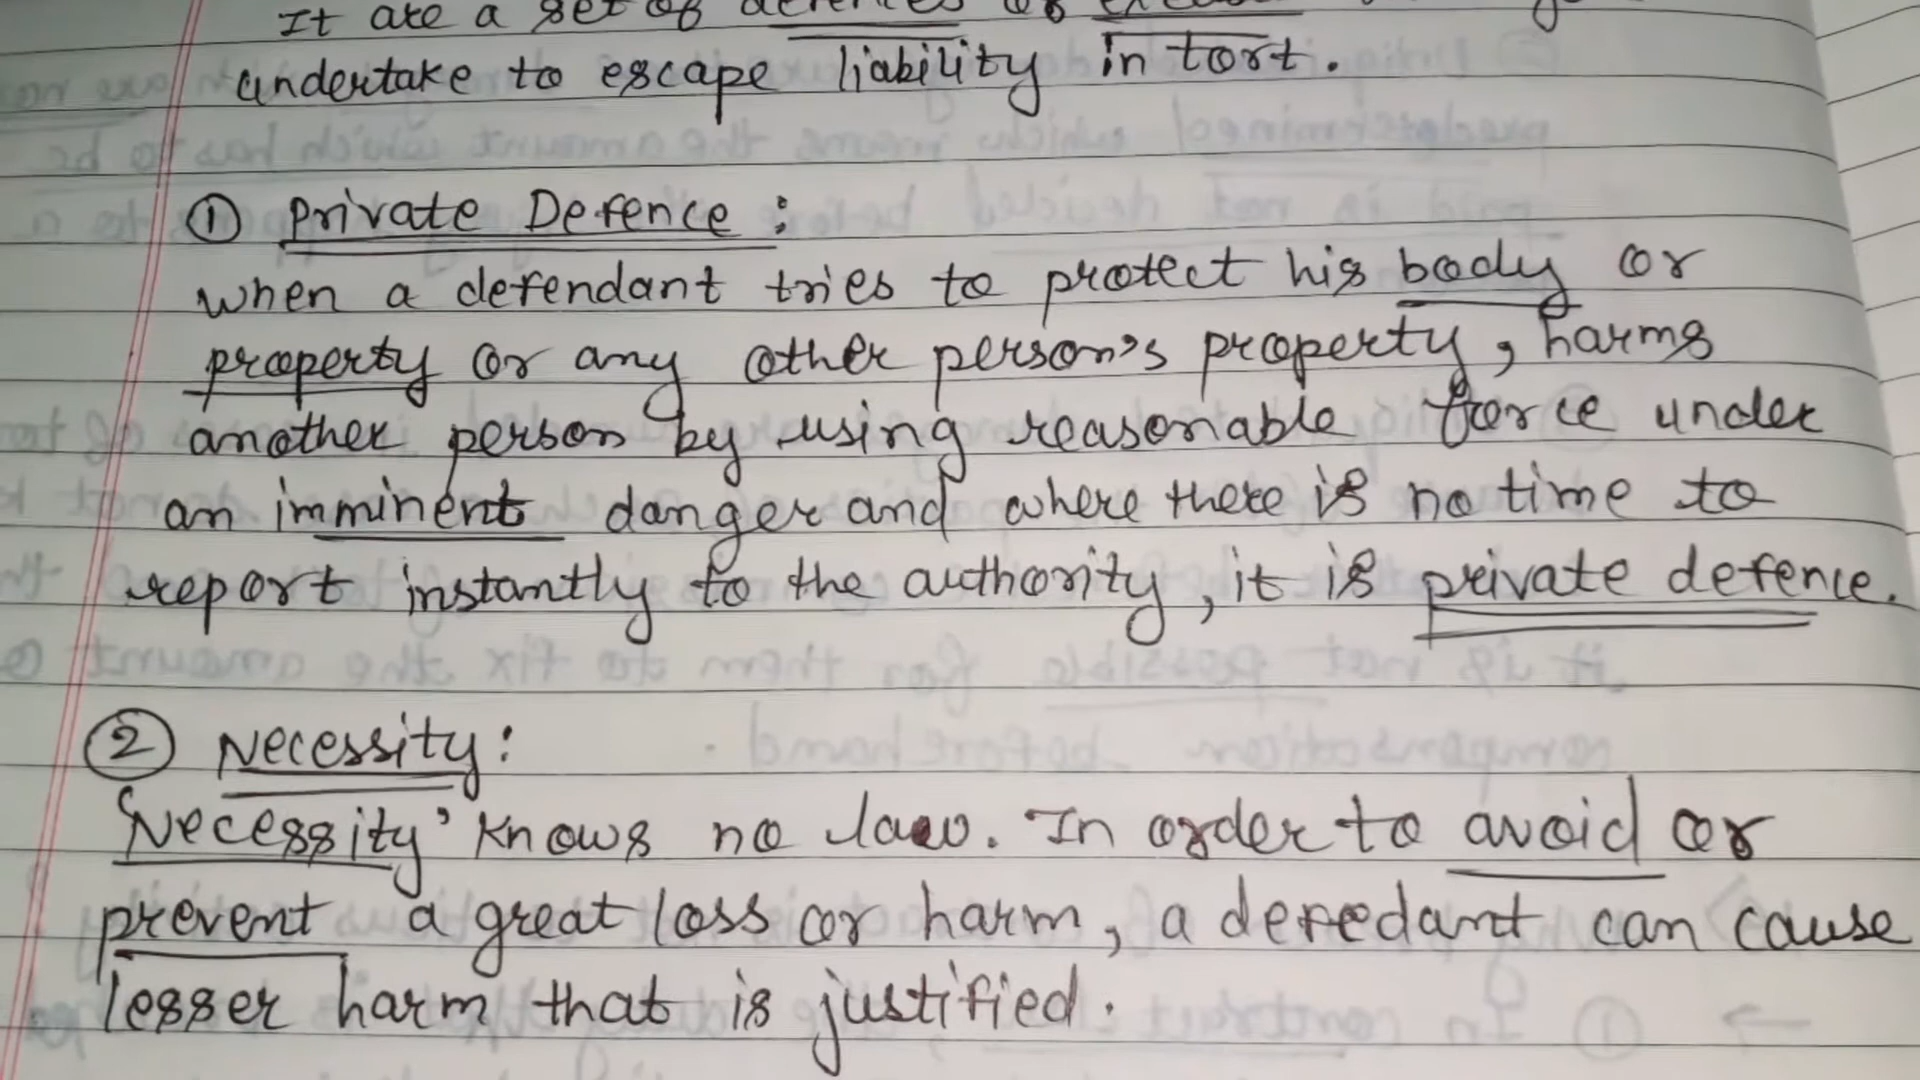 It are a set of defences or excuses
undertake to escape liability in tort.
① Private Defence :
when a defendant tries to protect his body or
property or any other person's property, harms
another person by using reasonable force under
an imminent danger and where there is no time to
report instantly to the authority, it is private defence.
② Necessity :
'Necessity' knows no law. In order to avoid or
prevent a great loss or harm, a defedant can cause
lesser harm that is justified.